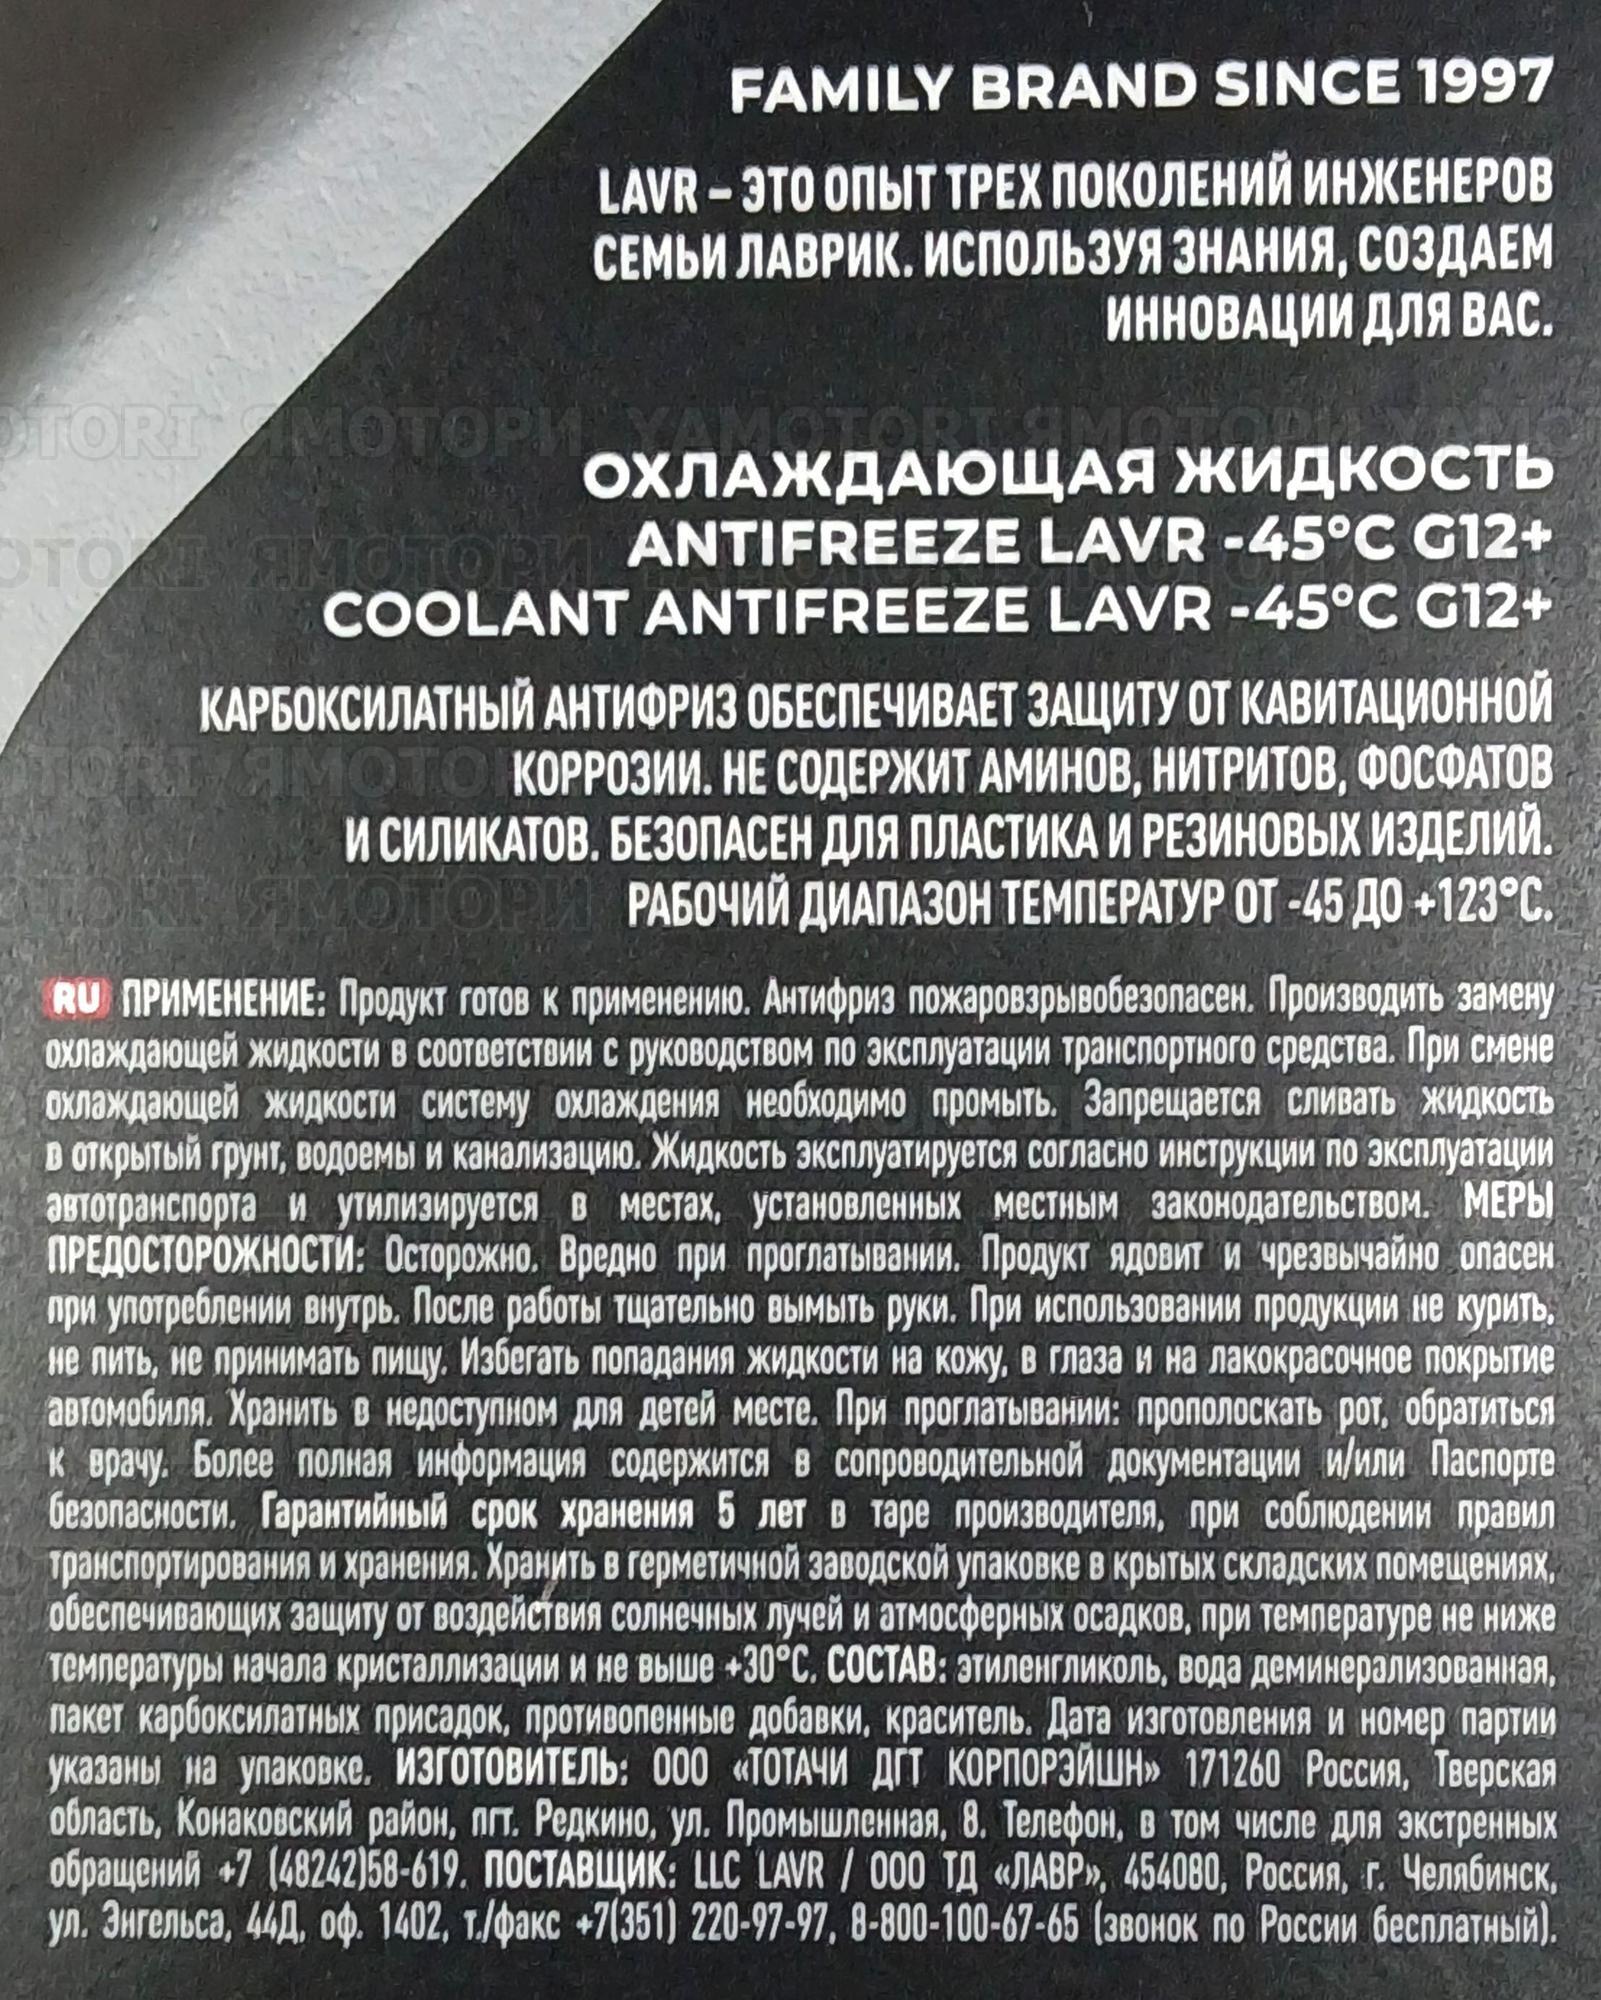 FAMILY BRAND SINCE 1997
LAVR – ЭТО ОПЫТ ТРЕХ ПОКОЛЕНИЙ ИНЖЕНЕРОВ
СЕМЬИ ЛАВРИК. ИСПОЛЬЗУЯ ЗНАНИЯ, СОЗДАЕМ
ИННОВАЦИИ ДЛЯ ВАС.
OTORI ЯМОТОРИ YAMOTORI ЯМОТОРИ YAMOTO
ОХЛАЖДАЮЩАЯ ЖИДКОСТЬ
ANTIFREEZE LAVR -45°C G12+
COOLANT ANTIFREEZE LAVR -45°C G12+
КАРБОКСИЛАТНЫЙ АНТИФРИЗ ОБЕСПЕЧИВАЕТ ЗАЩИТУ ОТ КАВИТАЦИОННОЙ
КОРРОЗИИ. НЕ СОДЕРЖИТ АМИНОВ, НИТРИТОВ, ФОСФАТОВ
И СИЛИКАТОВ. БЕЗОПАСЕН ДЛЯ ПЛАСТИКА И РЕЗИНОВЫХ ИЗДЕЛИЙ.
РАБОЧИЙ ДИАПАЗОН ТЕМПЕРАТУР ОТ -45 ДО +123°C.
RU ПРИМЕНЕНИЕ: Продукт готов к применению. Антифриз пожаровзрывобезопасен. Производить замену
охлаждающей жидкости в соответствии с руководством по эксплуатации транспортного средства. При смене
охлаждающей жидкости систему охлаждения необходимо промыть. Запрещается сливать жидкость
в открытый грунт, водоемы и канализацию. Жидкость эксплуатируется согласно инструкции по эксплуатации
автотранспорта и утилизируется в местах, установленных местным законодательством. МЕРЫ
ПРЕДОСТОРОЖНОСТИ: Осторожно. Вредно при проглатывании. Продукт ядовит и чрезвычайно опасен
при употреблении внутрь. После работы тщательно вымыть руки. При использовании продукции не курить,
не пить, не принимать пищу. Избегать попадания жидкости на кожу, в глаза и на лакокрасочное покрытие
автомобиля. Хранить в недоступном для детей месте. При проглатывании: прополоскать рот, обратиться
к врачу. Более полная информация содержится в сопроводительной документации и/или Паспорте
безопасности. Гарантийный срок хранения 5 лет в таре производителя, при соблюдении правил
транспортирования и хранения. Хранить в герметичной заводской упаковке в крытых складских помещениях,
обеспечивающих защиту от воздействия солнечных лучей и атмосферных осадков, при температуре не ниже
температуры начала кристаллизации и не выше +30°C. СОСТАВ: этиленгликоль, вода деминерализованная,
пакет карбоксилатных присадок, противопенные добавки, краситель. Дата изготовления и номер партии
указаны на упаковке. ИЗГОТОВИТЕЛЬ: ООО «ТОТАЧИ ДГТ КОРПОРЭЙШН» 171260 Россия, Тверская
область, Конаковский район, пгт. Редкино, ул. Промышленная, 8. Телефон, в том числе для экстренных
обращений +7 (48242)58-619. ПОСТАВЩИК: LLC LAVR / ООО ТД «ЛАВР», 454080, Россия, г. Челябинск,
ул. Энгельса, 44Д, оф. 1402, т./факс +7(351) 220-97-97, 8-800-100-67-65 (звонок по России бесплатный).